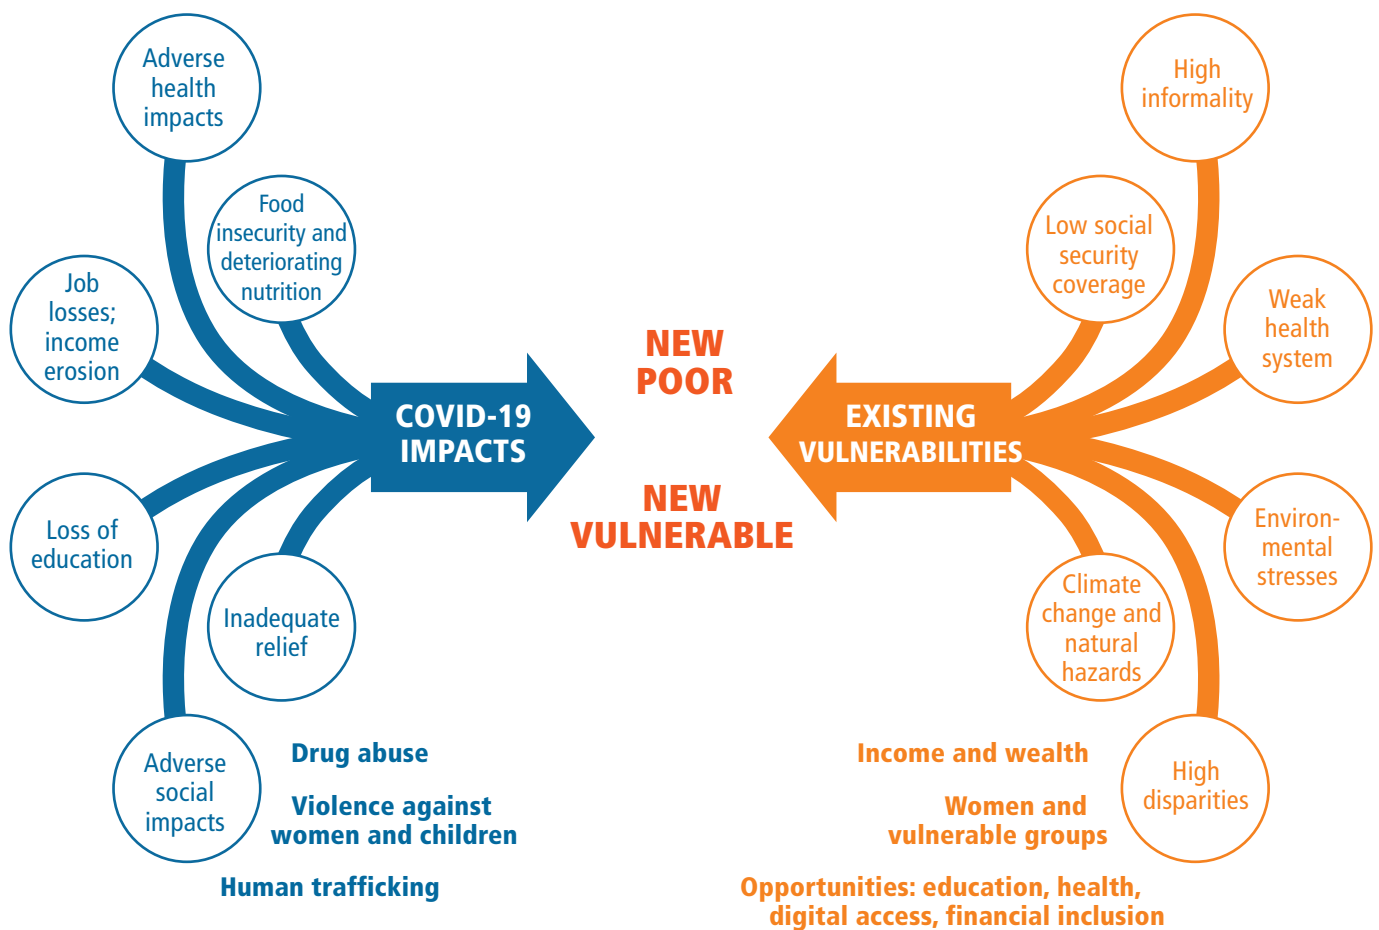 Adverse
health
impacts
Food
insecurity and
deteriorating
nutrition
Job
losses;
income
erosion
COVID-19
IMPACTS
Loss of
education
Inadequate
relief
Adverse
social
impacts
Drug abuse
Violence against
women and children
Human trafficking
NEW
POOR
NEW
VULNERABLE
High
informality
Low social
security
coverage
Weak
health
system
EXISTING
VULNERABILITIES
Environ-
mental
stresses
Climate
change and
natural
hazards
High
disparities
Income and wealth
Women and
vulnerable groups
Opportunities: education, health,
digital access, financial inclusion